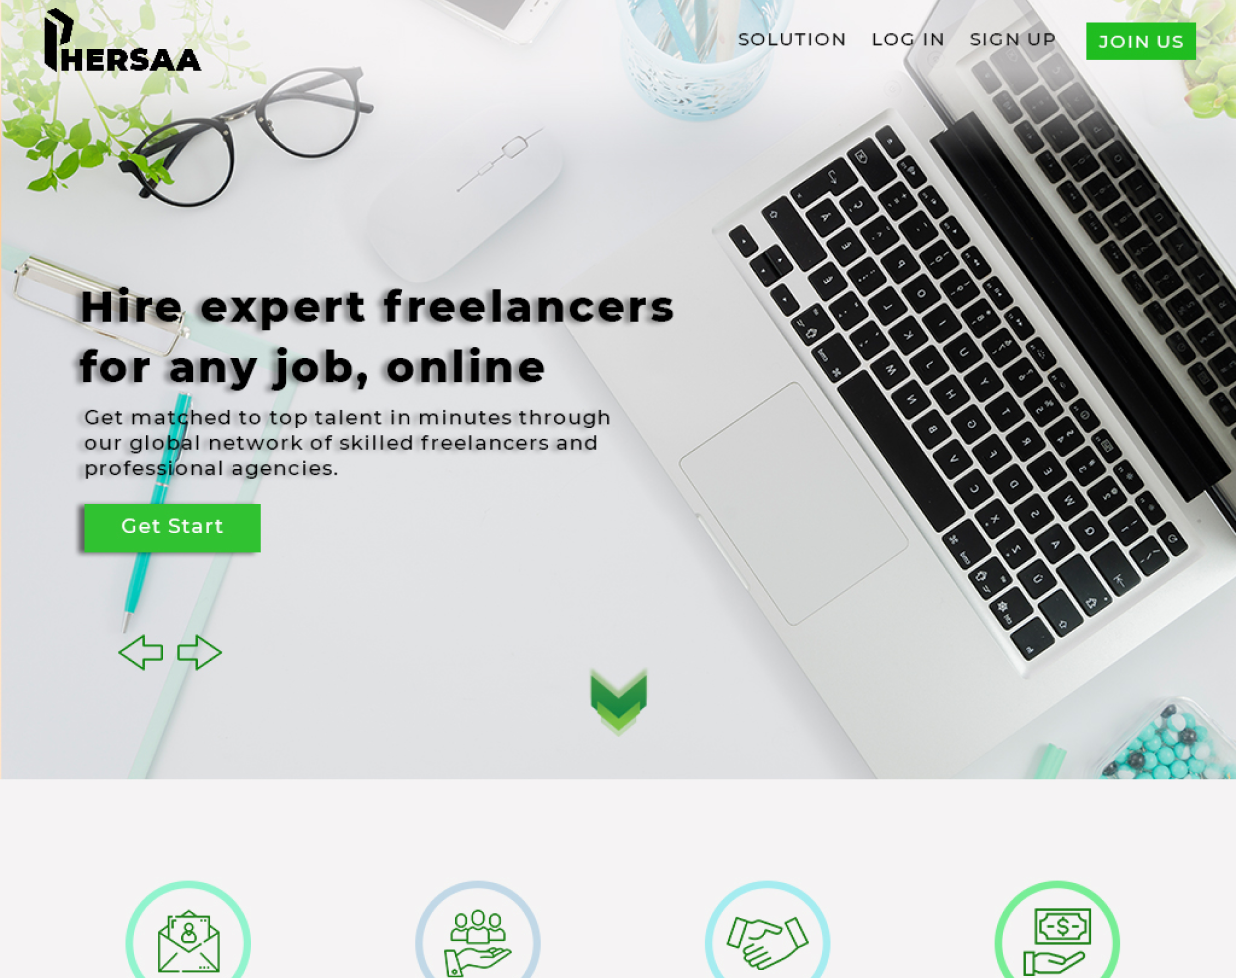 PHERSAA
SOLUTION
LOG IN
SIGN UP
JOIN US
Hire expert freelancers
for any job, online
Get matched to top talent in minutes through
our global network of skilled freelancers and
professional agencies.
Get Start